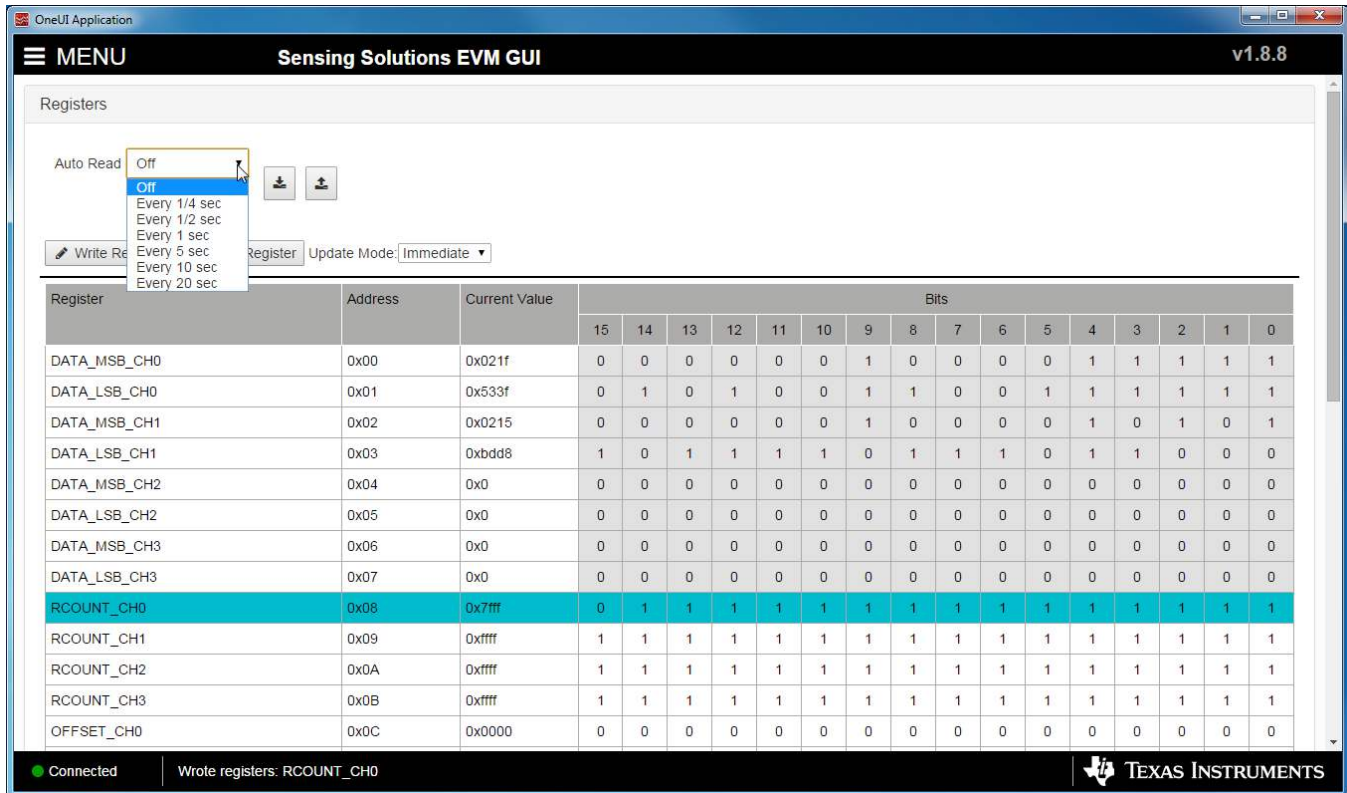 OneUI Application
MENU Sensing Solutions EVM GUI v1.8.8
Registers
Auto Read Off
Off
Every 1/4 sec
Every 1/2 sec
Every 1 sec
Every 5 sec
Every 10 sec
Every 20 sec
Write Register Update Mode: Immediate
Register Address Current Value Bits
15 14 13 12 11 10 9 8 7 6 5 4 3 2 1 0
DATA_MSB_CH0 0x00 0x021f 0 0 0 0 0 0 1 0 0 0 0 1 1 1 1 1
DATA_LSB_CH0 0x01 0x533f 0 1 0 1 0 0 1 1 0 0 1 1 1 1 1 1
DATA_MSB_CH1 0x02 0x0215 0 0 0 0 0 0 1 0 0 0 0 1 0 1 0 1
DATA_LSB_CH1 0x03 0xbdd8 1 0 1 1 1 1 0 1 1 1 0 1 1 0 0 0
DATA_MSB_CH2 0x04 0x0 0 0 0 0 0 0 0 0 0 0 0 0 0 0 0 0
DATA_LSB_CH2 0x05 0x0 0 0 0 0 0 0 0 0 0 0 0 0 0 0 0 0
DATA_MSB_CH3 0x06 0x0 0 0 0 0 0 0 0 0 0 0 0 0 0 0 0 0
DATA_LSB_CH3 0x07 0x0 0 0 0 0 0 0 0 0 0 0 0 0 0 0 0 0
RCOUNT_CH0 0x08 0x7fff 0 1 1 1 1 1 1 1 1 1 1 1 1 1 1 1
RCOUNT_CH1 0x09 0xffff 1 1 1 1 1 1 1 1 1 1 1 1 1 1 1 1
RCOUNT_CH2 0x0A 0xffff 1 1 1 1 1 1 1 1 1 1 1 1 1 1 1 1
RCOUNT_CH3 0x0B 0xffff 1 1 1 1 1 1 1 1 1 1 1 1 1 1 1 1
OFFSET_CH0 0x0C 0x0000 0 0 0 0 0 0 0 0 0 0 0 0 0 0 0 0
Connected Wrote registers: RCOUNT_CH0 TEXAS INSTRUMENTS